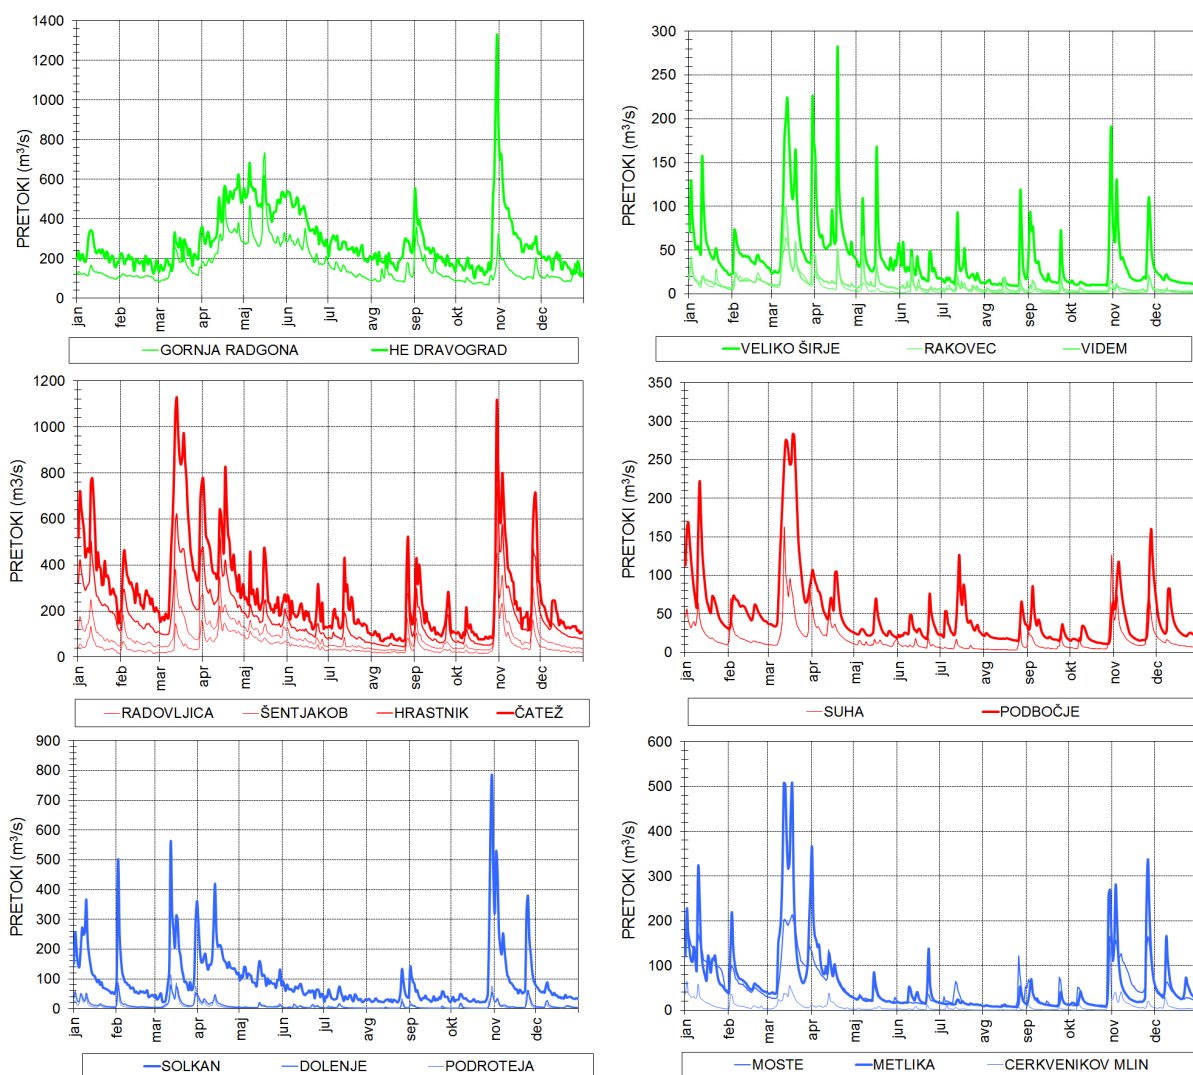 PRETOKI (m³/s)
1400
1200
1000
800
600
400
200
0
jan feb mar apr maj jun jul avg sep okt nov dec
GORNJA RADGONA HE DRAVOGRAD
PRETOKI (m³/s)
300
250
200
150
100
50
0
jan feb mar apr maj jun jul avg sep okt nov dec
VELIKO ŠIRJE RAKOVEC VIDEM
PRETOKI (m3/s)
1200
1000
800
600
400
200
0
jan feb mar apr maj jun jul avg sep okt nov dec
RADOVLJICA ŠENTJAKOB HRASTNIK ČATEŽ
PRETOKI (m³/s)
350
300
250
200
150
100
50
0
jan feb mar apr maj jun jul avg sep okt nov dec
SUHA PODBOČJE
PRETOKI (m³/s)
900
800
700
600
500
400
300
200
100
0
jan feb mar apr maj jun jul avg sep okt nov dec
SOLKAN DOLENJE PODROTEJA
PRETOKI (m³/s)
600
500
400
300
200
100
0
jan feb mar apr maj jun jul avg sep okt nov dec
MOSTE METLIKA CERKVENIKOV MLIN